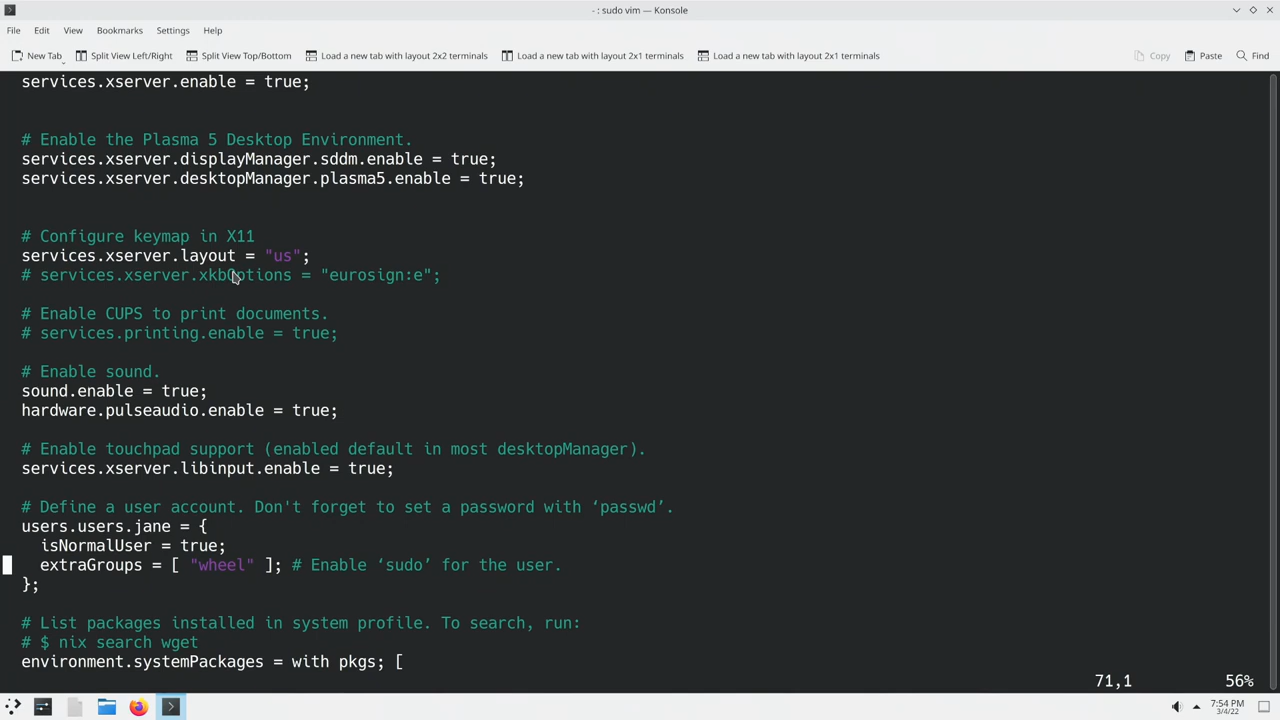 - : sudo vim — Konsole
File Edit View Bookmarks Settings Help
New Tab Split View Left/Right Split View Top/Bottom Load a new tab with layout 2x2 terminals Load a new tab with layout 2x1 terminals Load a new tab with layout 2x1 terminals Copy Paste Find
services.xserver.enable = true;
# Enable the Plasma 5 Desktop Environment.
services.xserver.displayManager.sddm.enable = true;
services.xserver.desktopManager.plasma5.enable = true;
# Configure keymap in X11
services.xserver.layout = "us";
# services.xserver.xkbOptions = "eurosign:e";
# Enable CUPS to print documents.
# services.printing.enable = true;
# Enable sound.
sound.enable = true;
hardware.pulseaudio.enable = true;
# Enable touchpad support (enabled default in most desktopManager).
services.xserver.libinput.enable = true;
# Define a user account. Don't forget to set a password with ‘passwd’.
users.users.jane = {
isNormalUser = true;
extraGroups = [ "wheel" ]; # Enable ‘sudo’ for the user.
};
# List packages installed in system profile. To search, run:
# $ nix search wget
environment.systemPackages = with pkgs; [
71,1 56%
7:54 PM
3/4/22